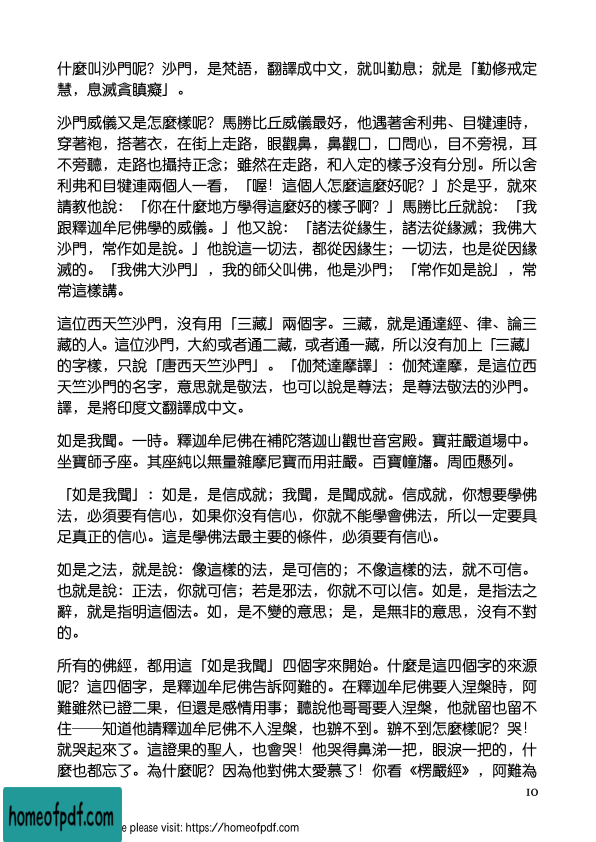 什麼叫沙門呢？沙門，是梵語，翻譯成中文，就叫勤息；就是「勤修戒定
慧，息滅貪瞋癡」。
沙門威儀又是怎麼樣呢？馬勝比丘威儀最好，他遇著舍利弗、目犍連時，
穿著袍，搭著衣，在街上走路，眼觀鼻，鼻觀口，口問心，目不旁視，耳
不旁聽，走路也攝持正念；雖然在走路，和入定的樣子沒有分別。所以舍
利弗和目犍連兩個人一看，「喔！這個人怎麼這麼好呢？」於是乎，就來
請教他說：「你在什麼地方學得這麼好的樣子啊？」馬勝比丘就說：「我
跟釋迦牟尼佛學的威儀。」他又說：「諸法從緣生，諸法從緣滅；我佛大
沙門，常作如是說。」他說這一切法，都從因緣生；一切法，也是從因緣
滅的。「我佛大沙門」，我的師父叫佛，他是沙門；「常作如是說」，常
常這樣講。
這位西天竺沙門，沒有用「三藏」兩個字。三藏，就是通達經、律、論三
藏的人。這位沙門，大約或者通二藏，或者通一藏，所以沒有加上「三藏」
的字樣，只說「唐西天竺沙門」。「伽梵達摩譯」：伽梵達摩，是這位西
天竺沙門的名字，意思就是敬法，也可以說是尊法；是尊法敬法的沙門。
譯，是將印度文翻譯成中文。
如是我聞。一時。釋迦牟尼佛在補陀落迦山觀世音宮殿。寶莊嚴道場中。
坐寶師子座。其座純以無量雜摩尼寶而用莊嚴。百寶幢旛。周匝懸列。
「如是我聞」：如是，是信成就；我聞，是聞成就。信成就，你想要學佛
法，必須要有信心，如果你沒有信心，你就不能學會佛法，所以一定要具
足真正的信心。這是學佛法最主要的條件，必須要有信心。
如是之法，就是說：像這樣的法，是可信的；不像這樣的法，就不可信。
也就是說：正法，你就可信；若是邪法，你就不可以信。如是，是指法之
辭，就是指明這個法。如，是不變的意思；是，是無非的意思，沒有不對
的。
所有的佛經，都用這「如是我聞」四個字來開始。什麼是這四個字的來源
呢？這四個字，是釋迦牟尼佛告訴阿難的。在釋迦牟尼佛要入涅槃時，阿
難雖然已證二果，但還是感情用事；聽說他哥哥要入涅槃，他就留也留不
住──知道他請釋迦牟尼佛不入涅槃，也辦不到。辦不到怎麼樣呢？哭！
就哭起來了。這證果的聖人，也會哭！他哭得鼻涕一把，眼淚一把的，什
麼也都忘了。為什麼呢？因為他對佛太愛慕了！你看《楞嚴經》，阿難為
10
homeofpdf.com
e please visit: https://homeofpdf.com